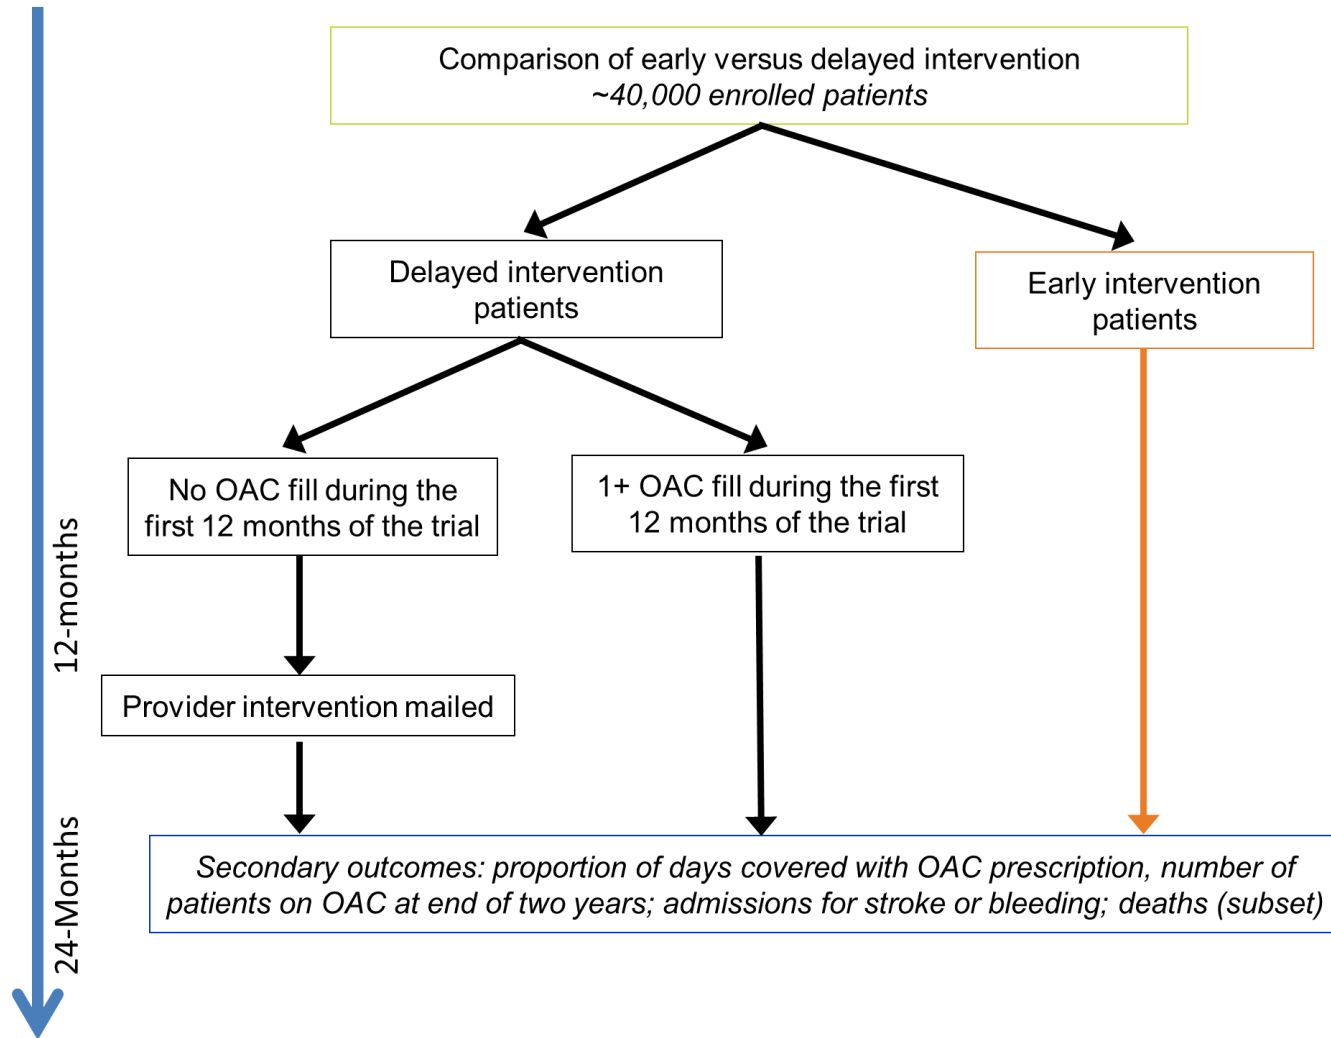 Comparison of early versus delayed intervention
~40,000 enrolled patients
Delayed intervention
patients
Early intervention
patients
No OAC fill during the
first 12 months of the trial
1+ OAC fill during the first
12 months of the trial
12-months
Provider intervention mailed
24-Months
Secondary outcomes: proportion of days covered with OAC prescription, number of
patients on OAC at end of two years; admissions for stroke or bleeding; deaths (subset)